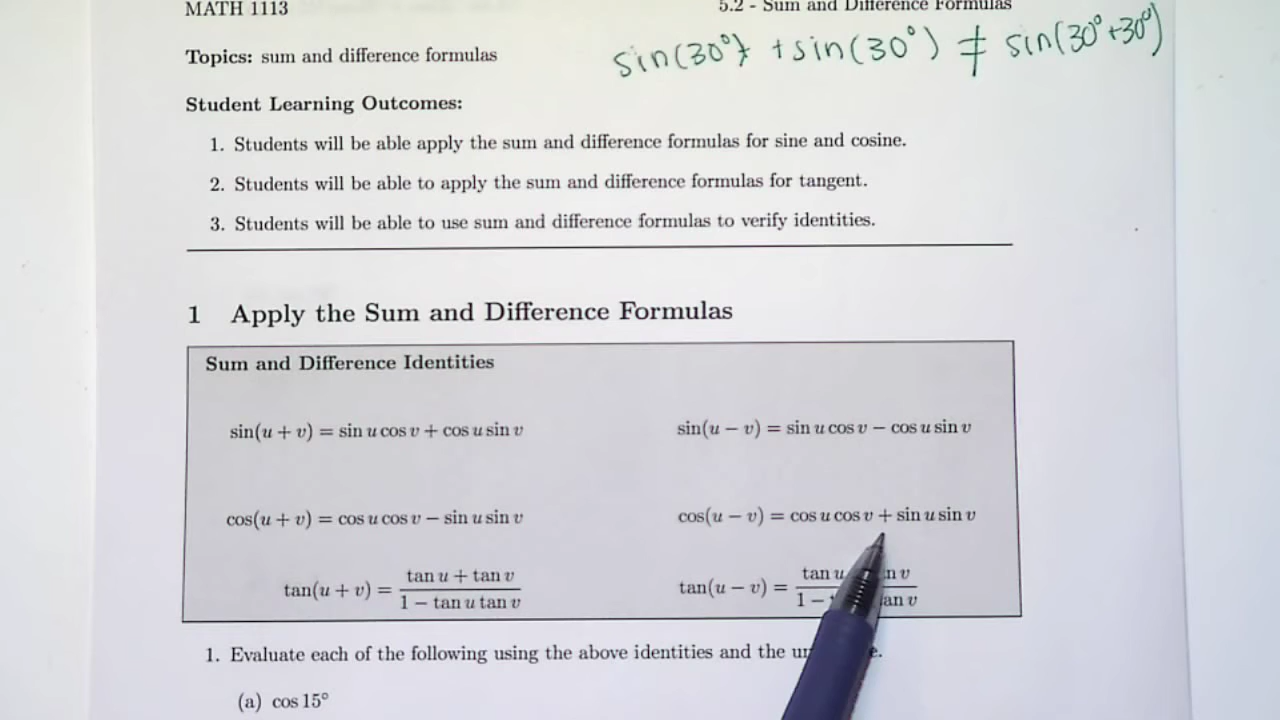 MATH 1113 5.2 - Sum and Difference Formulas
Topics: sum and difference formulas
sin(30°) + sin(30°) ≠ sin(30°+30°)
Student Learning Outcomes:
1. Students will be able apply the sum and difference formulas for sine and cosine.
2. Students will be able to apply the sum and difference formulas for tangent.
3. Students will be able to use sum and difference formulas to verify identities.
1 Apply the Sum and Difference Formulas
Sum and Difference Identities
sin(u + v) = sin u cos v + cos u sin v sin(u − v) = sin u cos v − cos u sin v
cos(u + v) = cos u cos v − sin u sin v cos(u − v) = cos u cos v + sin u sin v
tan(u + v) = (tan u + tan v)/(1 − tan u tan v) tan(u − v) =
1. Evaluate each of the following using the above identities and the
(a) cos 15°